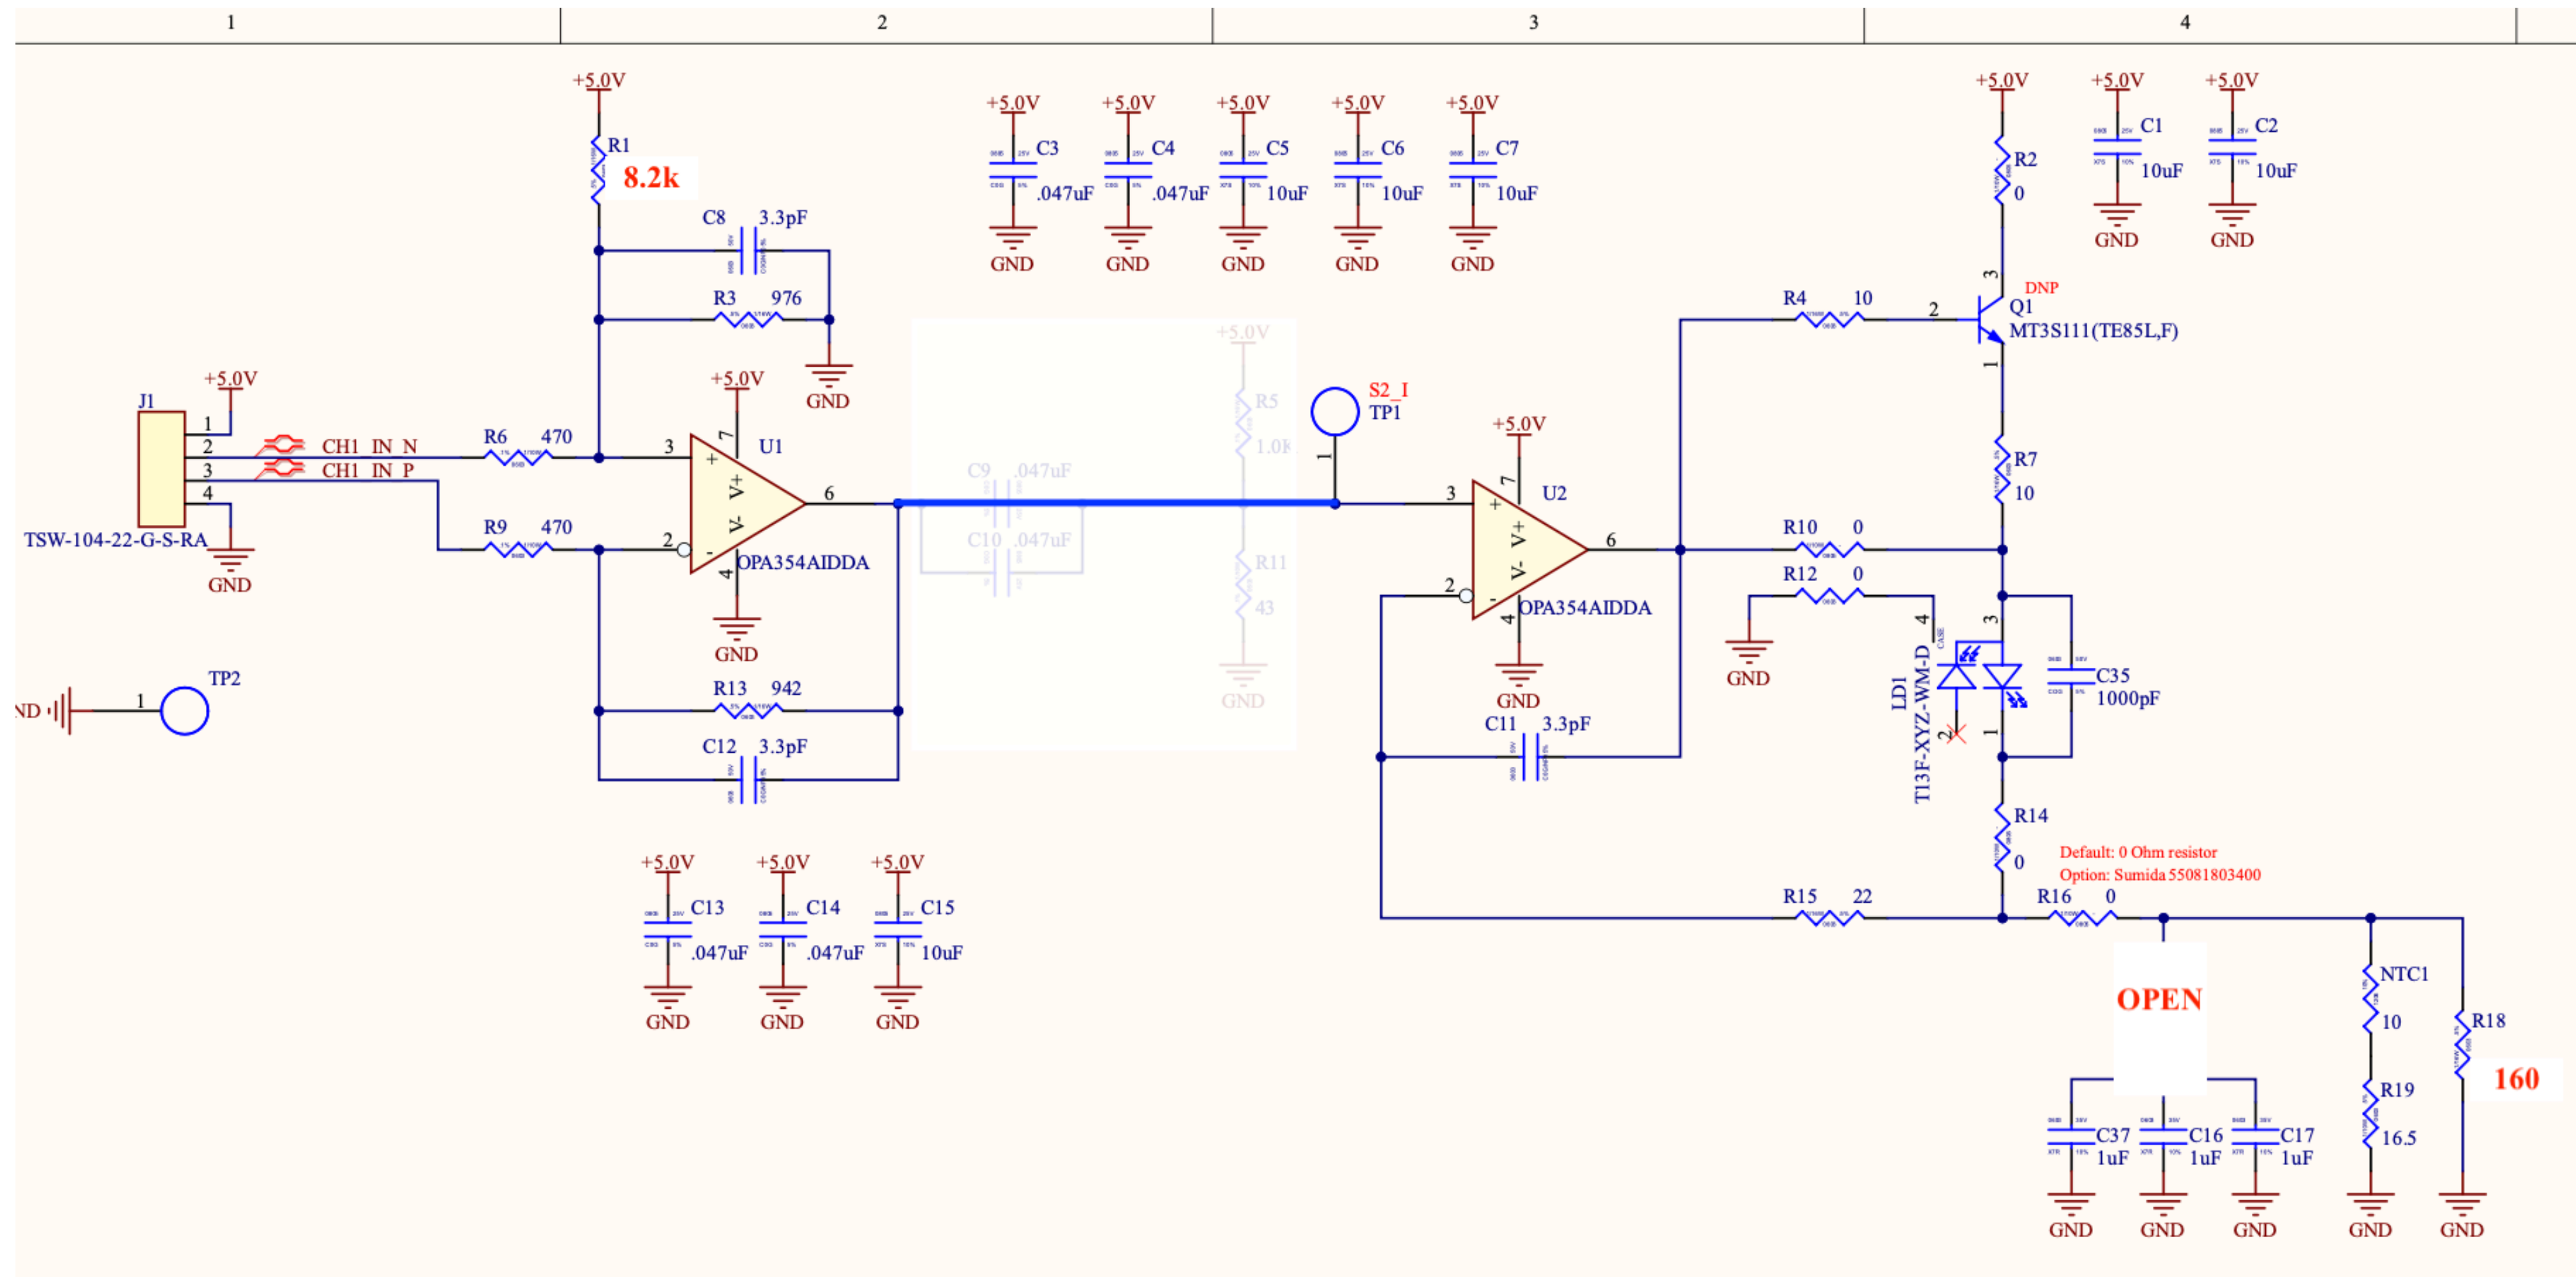 1 2 3 4
+5.0V
R1
8.2k
C8 3.3pF
R3 976
GND
+5.0V +5.0V +5.0V +5.0V +5.0V
C3 C4 C5 C6 C7
.047uF .047uF 10uF 10uF 10uF
GND GND GND GND GND
+5.0V +5.0V +5.0V
R2 C1 C2
0 10uF 10uF
GND GND
3
DNP
R4 10 2 Q1
MT3S111(TE85L,F)
1
+5.0V
J1
1
2 CH1_IN_N
3 CH1_IN_P
4
TSW-104-22-G-S-RA
GND
R6 470
R9 470
+5.0V
7
3 + U1
V+
V-
2 -
4
OPA354AIDDA
6
GND
+5.0V
R5
C9 .047uF
C10 .047uF
R11
43
GND
S2_I
TP1
1
+5.0V
7
3 + U2
V+
V-
2 -
4
OPA354AIDDA
6
GND
R7
10
R10 0
R12 0
GND
4
CASE
3
LD1
T13F-XYZ-WM-D
2
1
C35
1000pF
TP2
ND 1
R13 942
C12 3.3pF
C11 3.3pF
R14
0
Default: 0 Ohm resistor
Option: Sumida 55081803400
R15 22
R16 0
+5.0V +5.0V +5.0V
C13 C14 C15
.047uF .047uF 10uF
GND GND GND
OPEN
NTC1
10
R18
160
R19
16.5
C37 C16 C17
1uF 1uF 1uF
GND GND GND GND GND